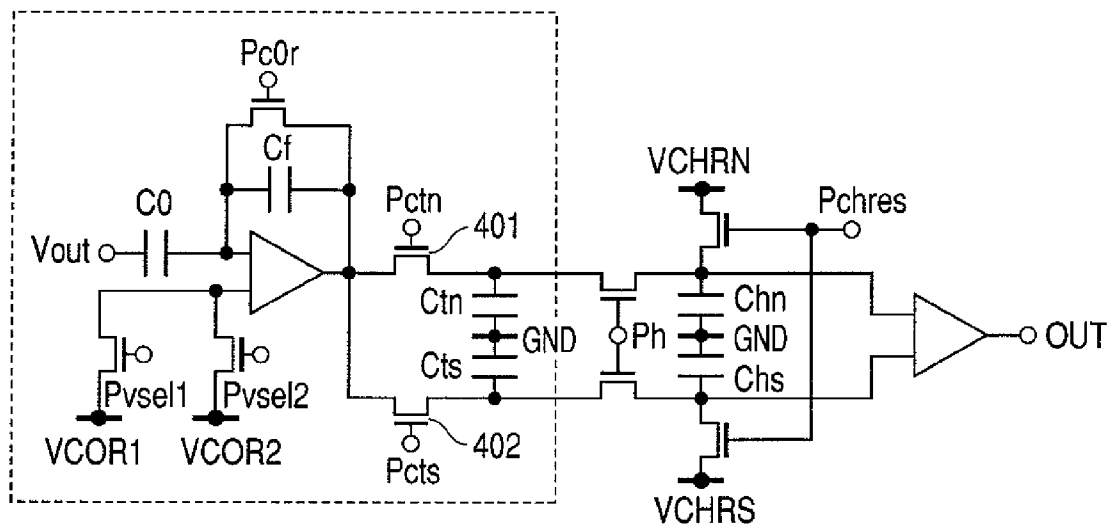 Pc0r
Cf
C0
Vout
Pctn
401
VCHRN
Pchres
Ctn
Chn
GND
Ph
GND
OUT
Cts
Chs
Pvsel1
Pvsel2
VCOR1
VCOR2
402
Pcts
VCHRS